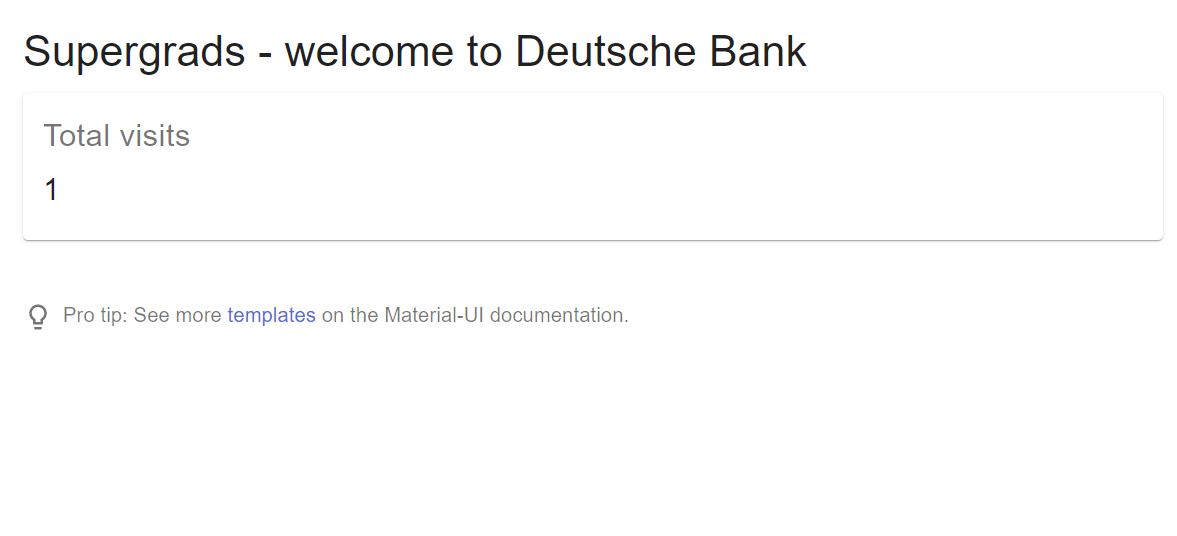 Supergrads - welcome to Deutsche Bank
Total visits
1
Pro tip: See more templates on the Material-UI documentation.